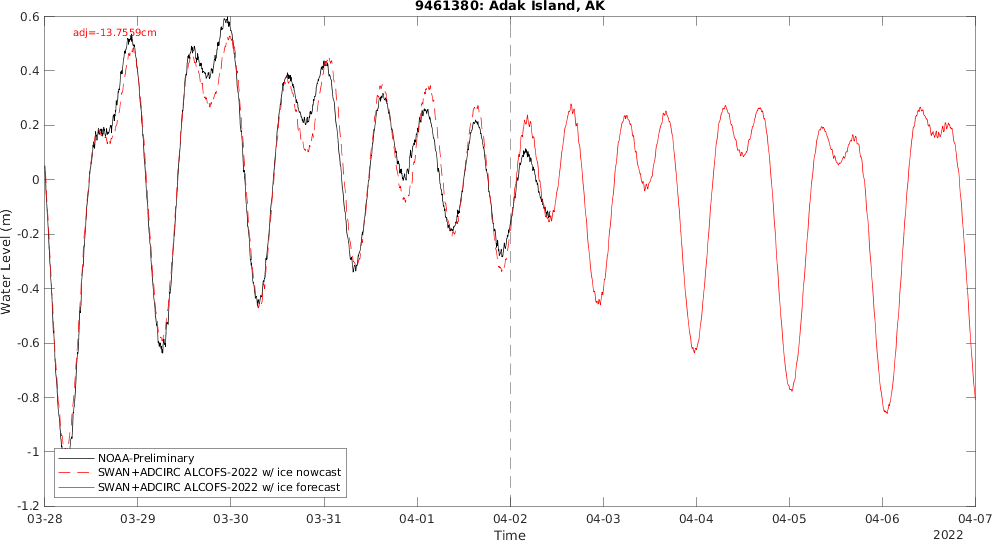 9461380: Adak Island, AK
adj=-13.7559cm
0.6
0.4
0.2
0
-0.2
-0.4
-0.6
-0.8
-1
-1.2
Water Level (m)
NOAA-Preliminary
SWAN+ADCIRC ALCOFS-2022 w/ ice nowcast
SWAN+ADCIRC ALCOFS-2022 w/ ice forecast
03-28 03-29 03-30 03-31 04-01 04-02 04-03 04-04 04-05 04-06 04-07
Time
2022